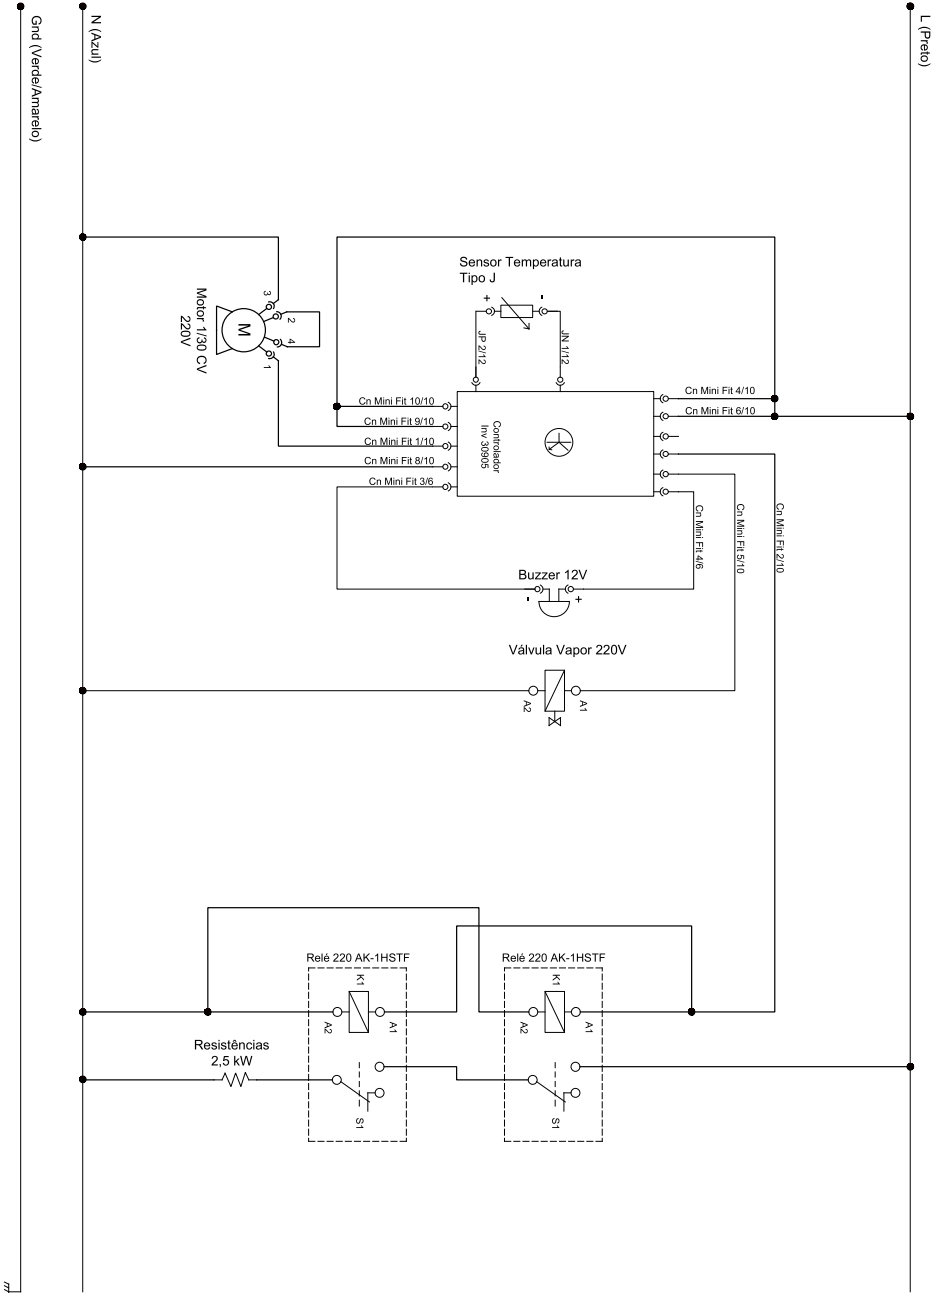 Gnd (Verde/Amarelo)
N (Azul)
L (Preto)
Sensor Temperatura
Tipo J
+
-
JP 2/12
JN 1/12
3
2
4
1
M
Motor 1/30 CV
220V
Cn Mini Fit 10/10
Cn Mini Fit 9/10
Cn Mini Fit 1/10
Cn Mini Fit 8/10
Cn Mini Fit 3/6
Controlador
Inv 30905
Cn Mini Fit 4/10
Cn Mini Fit 6/10
Cn Mini Fit 4/6
Cn Mini Fit 5/10
Cn Mini Fit 2/10
Buzzer 12V
-
+
Válvula Vapor 220V
A2
A1
Relé 220 AK-1HSTF
K1
A2
A1
S1
Relé 220 AK-1HSTF
K1
A2
A1
S1
Resistências
2,5 kW